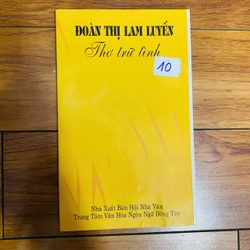 ĐOÀN THỊ LAM LUYẾN
Thơ trữ tình
10
Nhà Xuất Bản Hội Nhà Văn
Trung Tâm Văn Hóa Ngôn Ngữ Đông Tây